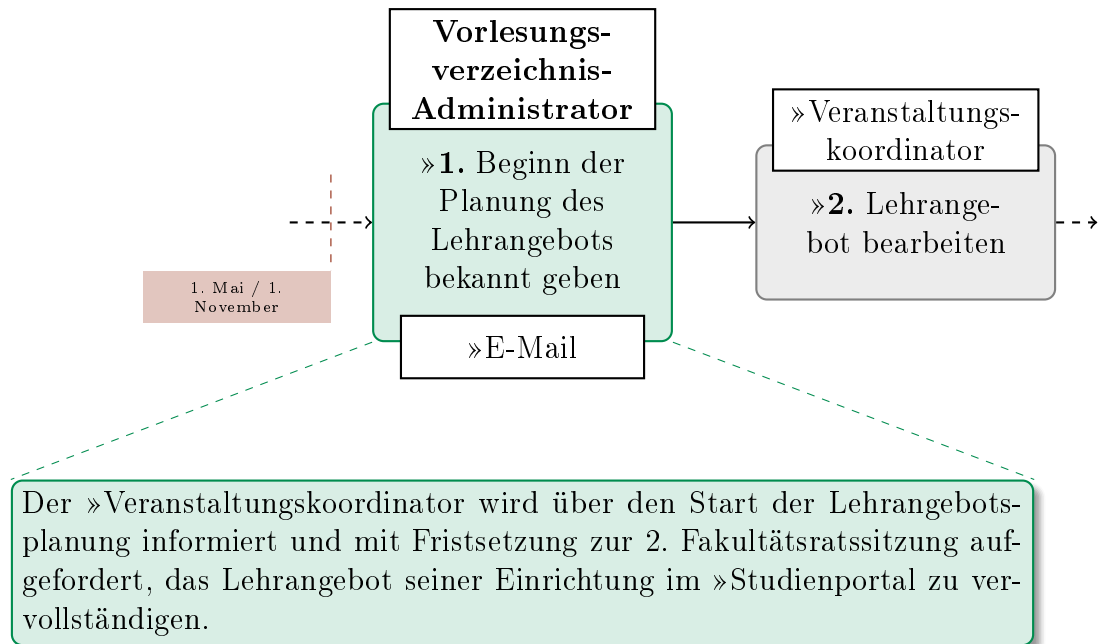 Vorlesungs-
verzeichnis-
Administrator
»1. Beginn der
Planung des
Lehrangebots
bekannt geben
»E-Mail
»Veranstaltungs-
koordinator
»2. Lehrange-
bot bearbeiten
1. Mai / 1.
November
Der »Veranstaltungskoordinator wird über den Start der Lehrangebots-
planung informiert und mit Fristsetzung zur 2. Fakultätsratssitzung auf-
gefordert, das Lehrangebot seiner Einrichtung im »Studienportal zu ver-
vollständigen.